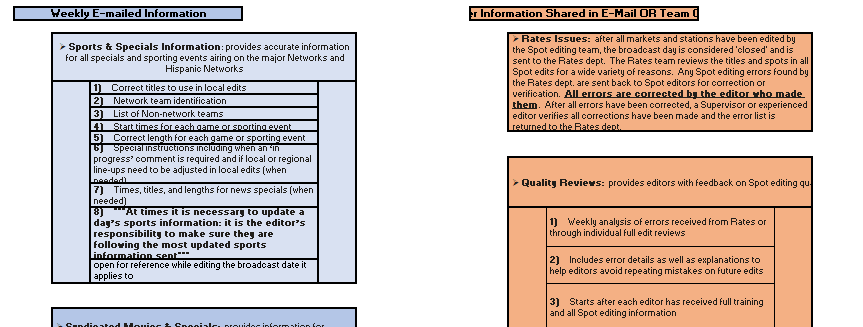 Weekly E-mailed Information
➢ Sports & Specials Information: provides accurate information
for all specials and sporting events airing on the major Networks and
Hispanic Networks
1) Correct titles to use in local edits
2) Network team identification
3) List of Non-network teams
4) Start times for each game or sporting event
5) Correct length for each game or sporting event
6) Special instructions including when an "in
progress" comment is required and if local or regional
line-ups need to be adjusted in local edits (when
needed)
7) Times, titles, and lengths for news specials (when
needed)
8) ***At times it is necessary to update a
day's sports information: it is the editor's
responsibility to make sure they are
following the most updated sports
information sent***
open for reference while editing the broadcast date it
applies to
➢ Syndicated Movies & Specials: provides information for
er Information Shared in E-Mail OR Team
➢ Rates Issues: after all markets and stations have been edited by
the Spot editing team, the broadcast day is considered 'closed' and is
sent to the Rates dept. The Rates team reviews the titles and spots in all
Spot edits for a wide variety of reasons. Any Spot editing errors found by
the Rates dept. are sent back to Spot editors for correction or
verification. All errors are corrected by the editor who made
them. After all errors have been corrected, a Supervisor or experienced
editor verifies all corrections have been made and the error list is
returned to the Rates dept.
➢ Quality Reviews: provides editors with feedback on Spot editing qua
1) Weekly analysis of errors received from Rates or
through individual full edit reviews
2) Includes error details as well as explanations to
help editors avoid repeating mistakes on future edits
3) Starts after each editor has received full training
and all Spot editing information